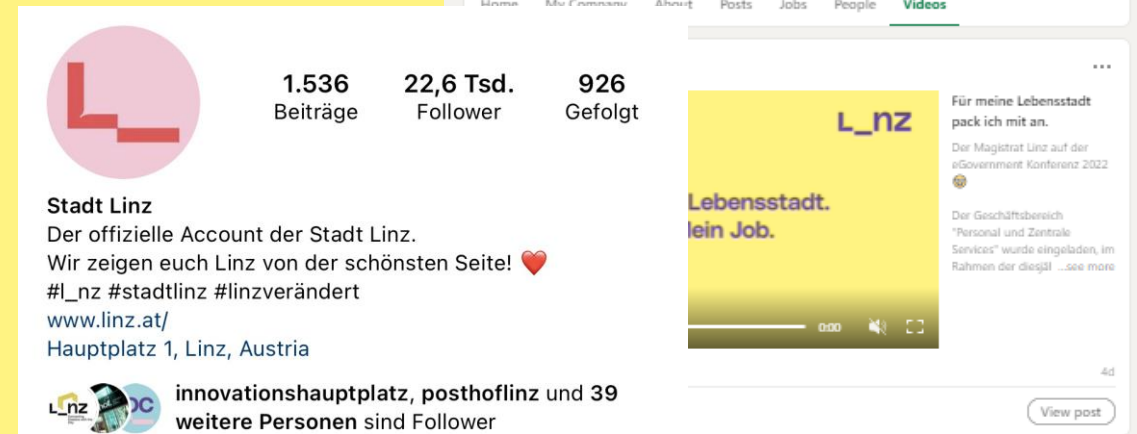 Home My Company About Posts Jobs People Videos
1.536 22,6 Tsd. 926
Beiträge Follower Gefolgt
Stadt Linz
Der offizielle Account der Stadt Linz.
Wir zeigen euch Linz von der schönsten Seite! ❤️
#l_nz #stadtlinz #linzverändert
www.linz.at/
Hauptplatz 1, Linz, Austria
L_nz
innovationshauptplatz, posthoflinz und 39
weitere Personen sind Follower
L_nz
Lebensstadt.
Job.
0:00
Für meine Lebensstadt
pack ich mit an.
Der Magistrat Linz auf der
eGovernment Konferenz 2022
🤓
Der Geschäftsbereich
"Personal und Zentrale
Services" wurde eingeladen, im
Rahmen der diesjäl ...see more
4d
View post